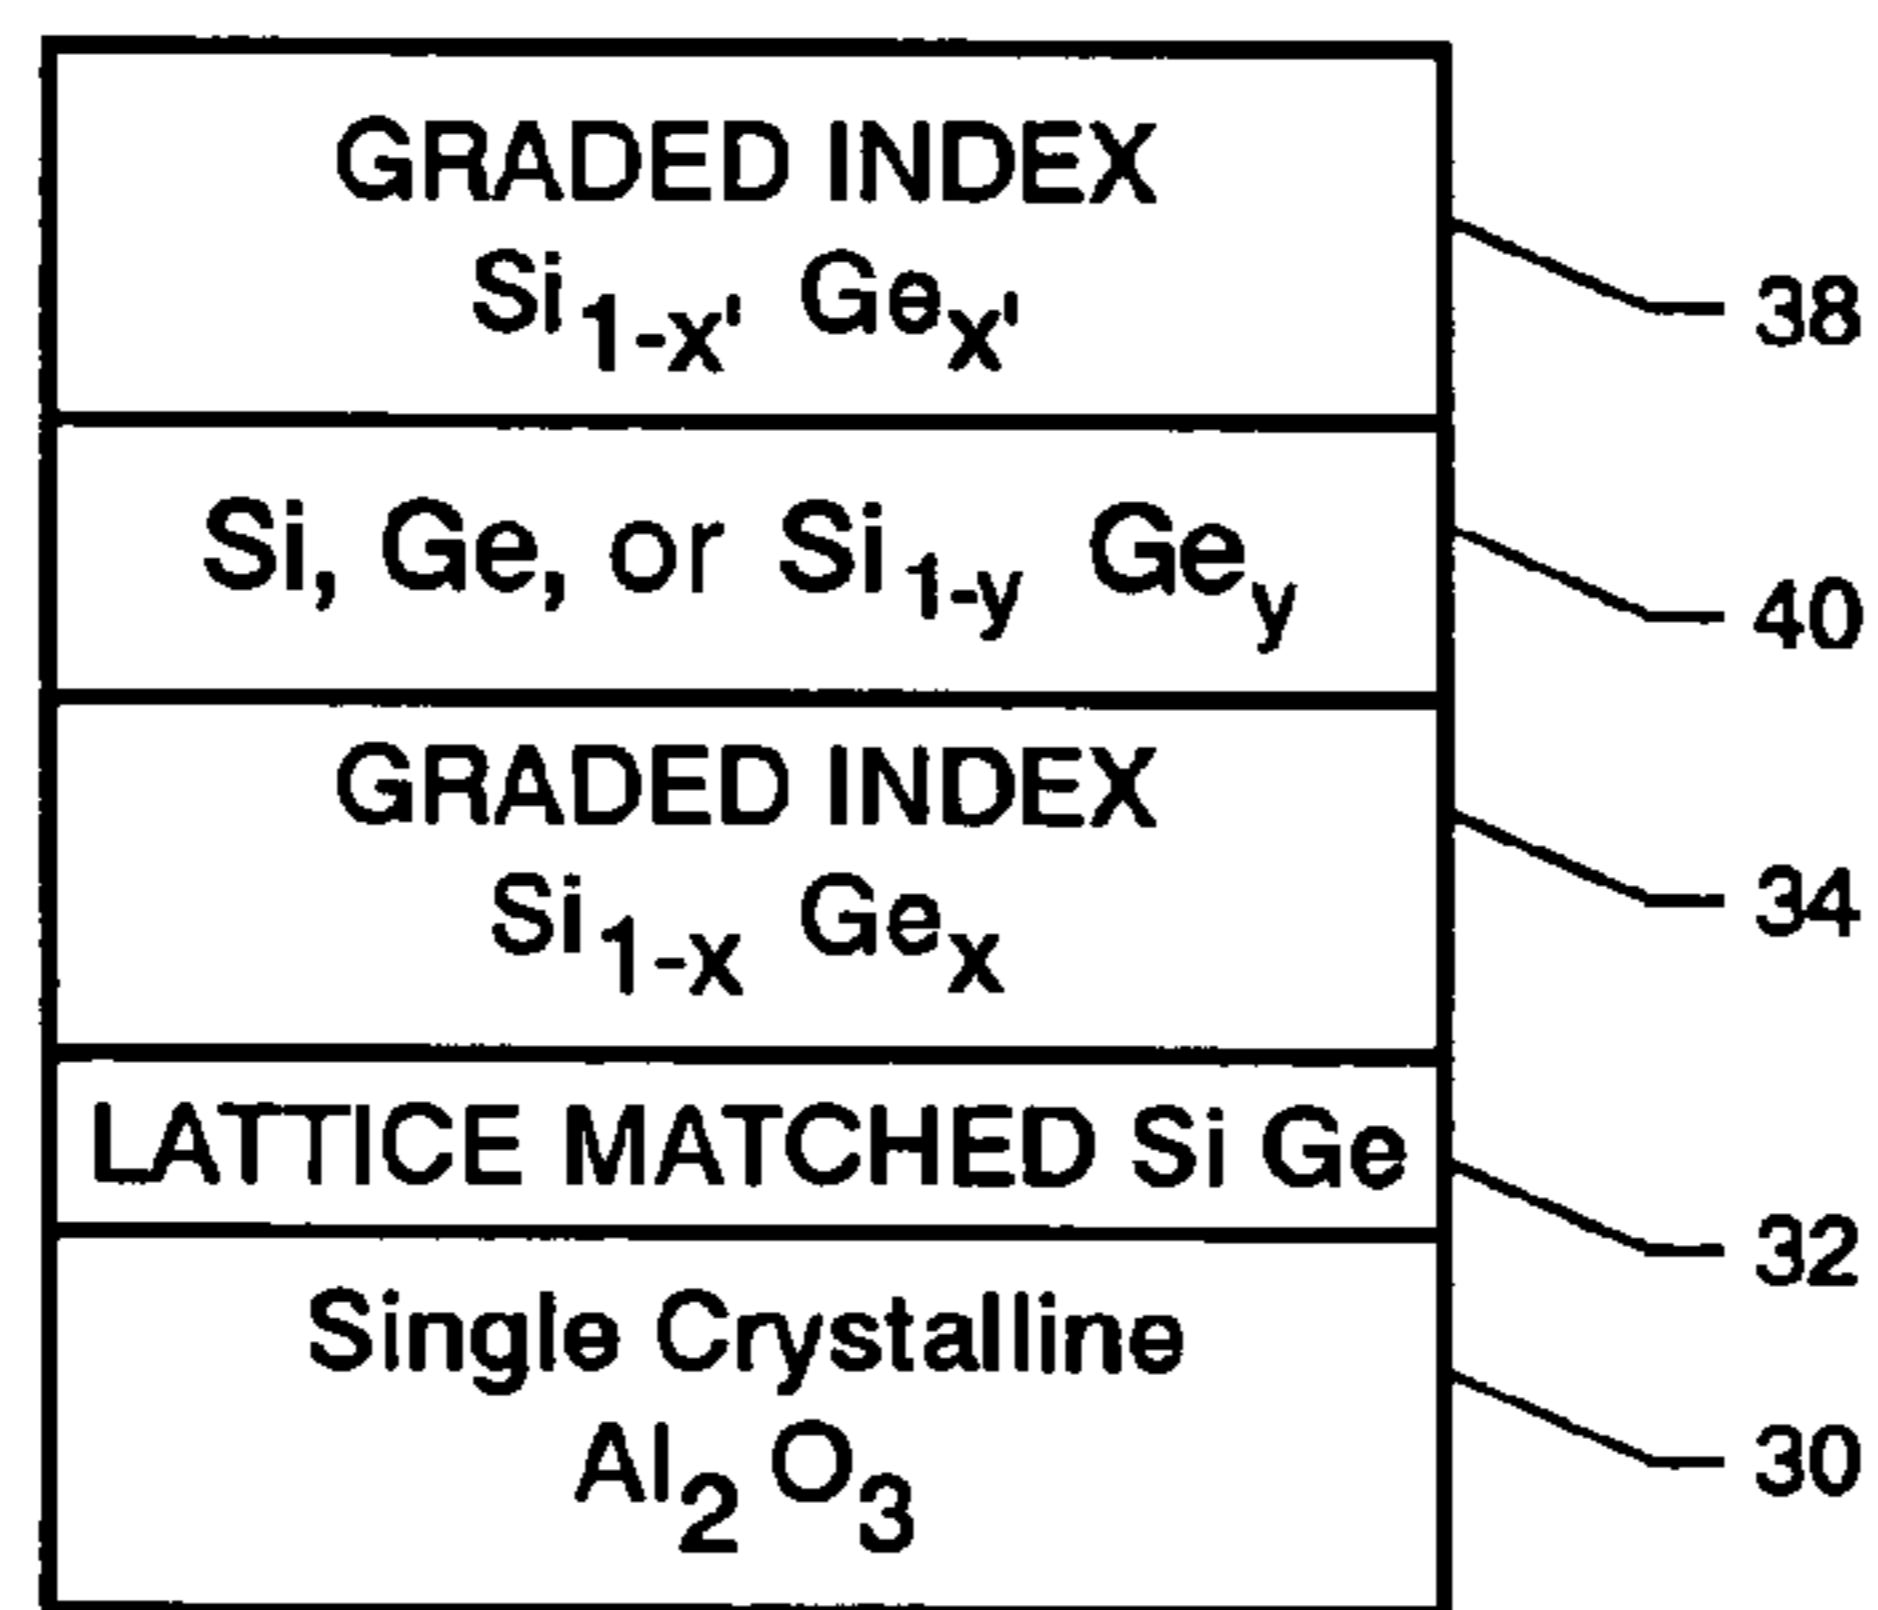 GRADED INDEX
Si1-x' Gex'
38
Si, Ge, or Si1-y Gey
40
GRADED INDEX
Si1-x Gex
34
LATTICE MATCHED Si Ge
32
Single Crystalline
Al2 O3
30